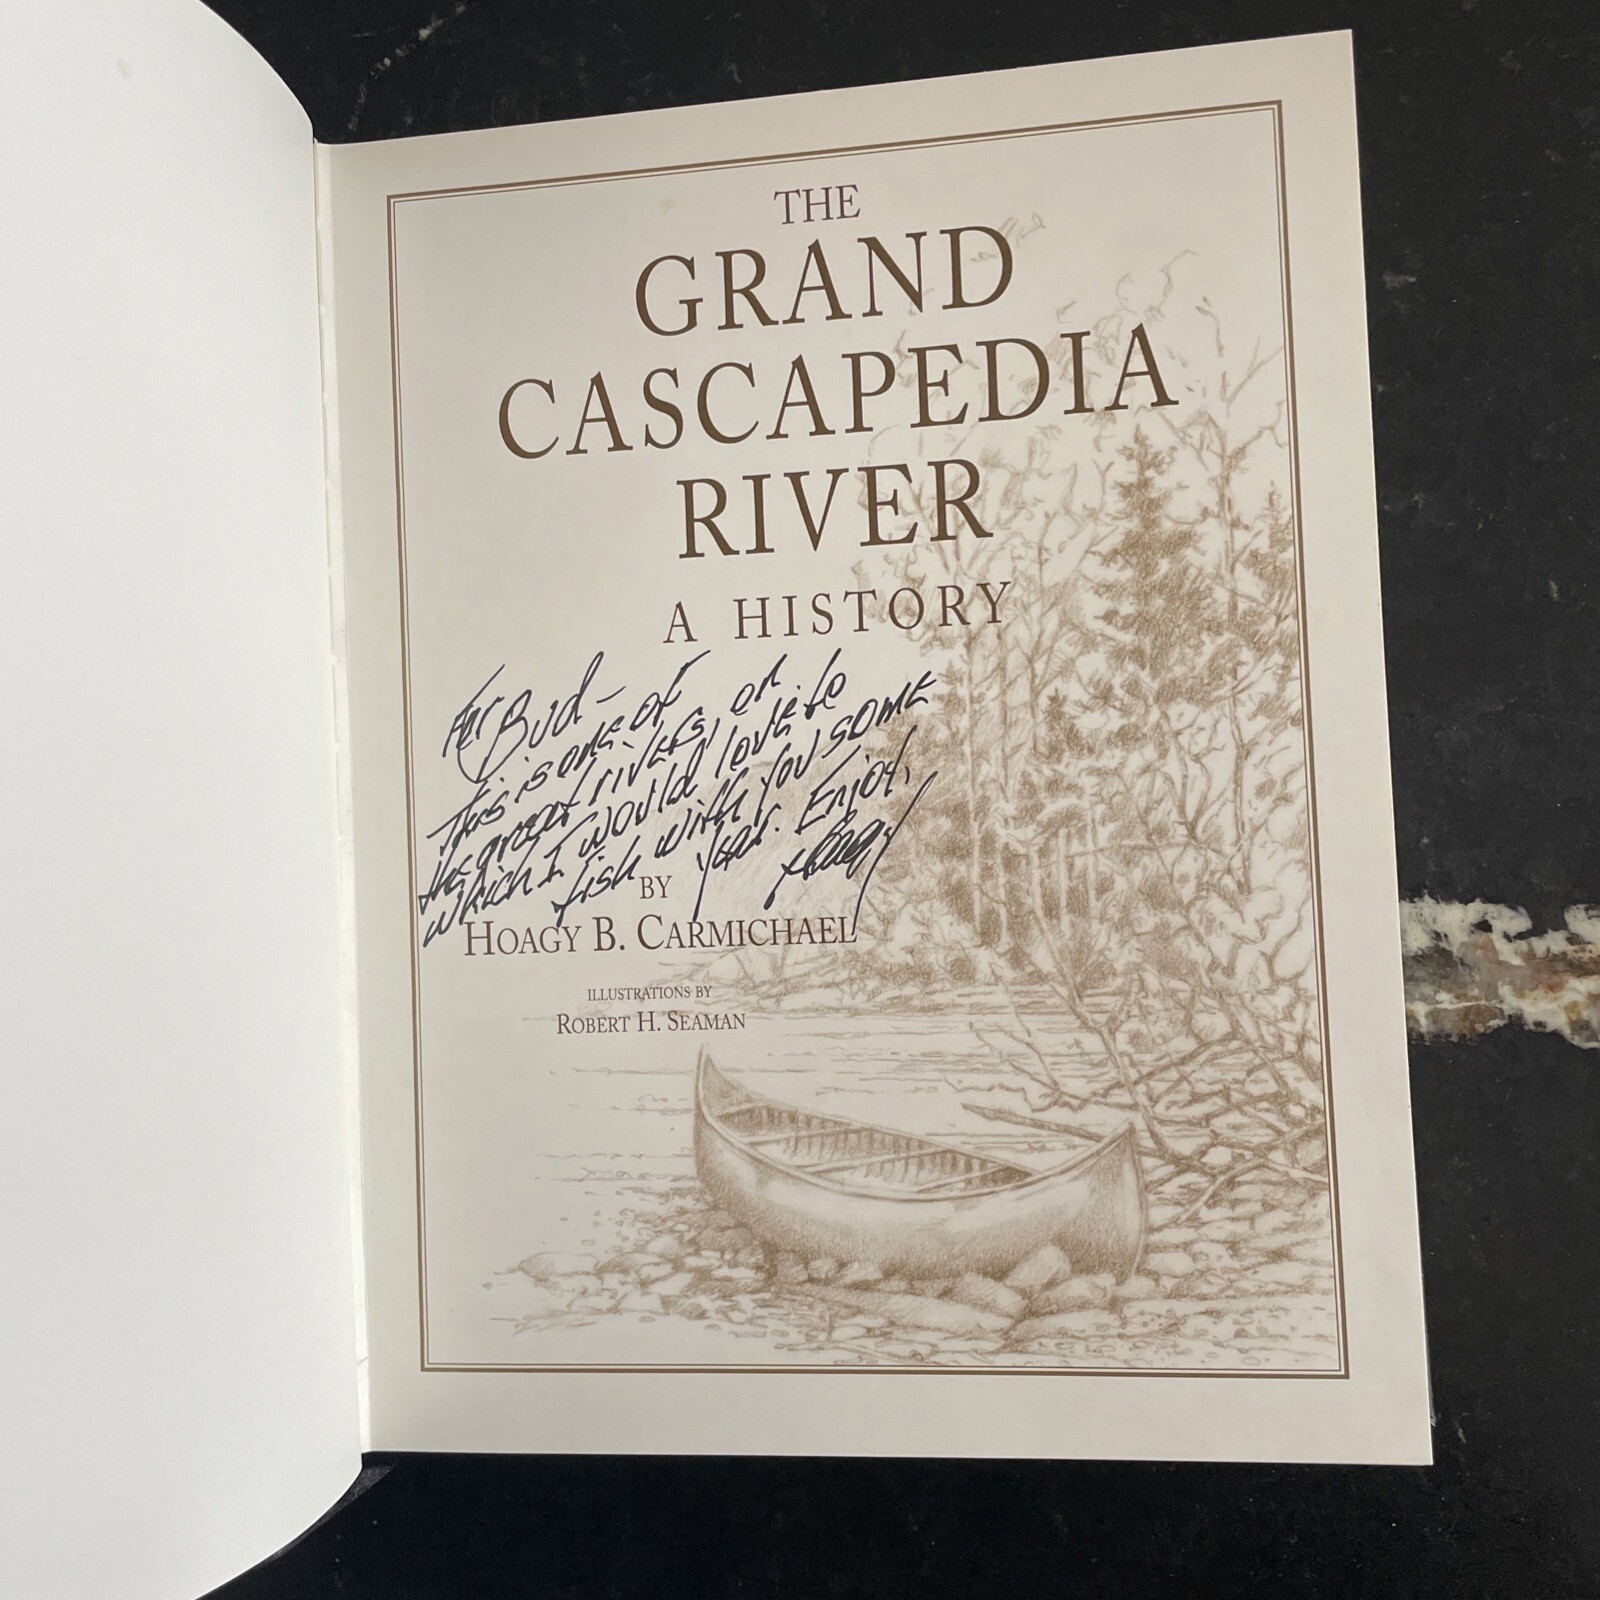 THE
GRAND
CASCAPEDIA
RIVER
A HISTORY
For Bud -
This is one of
the great rivers, on
which I would love to
fish with you some
year. Enjoy,
Hoagy
BY
HOAGY B. CARMICHAEL
ILLUSTRATIONS BY
ROBERT H. SEAMAN